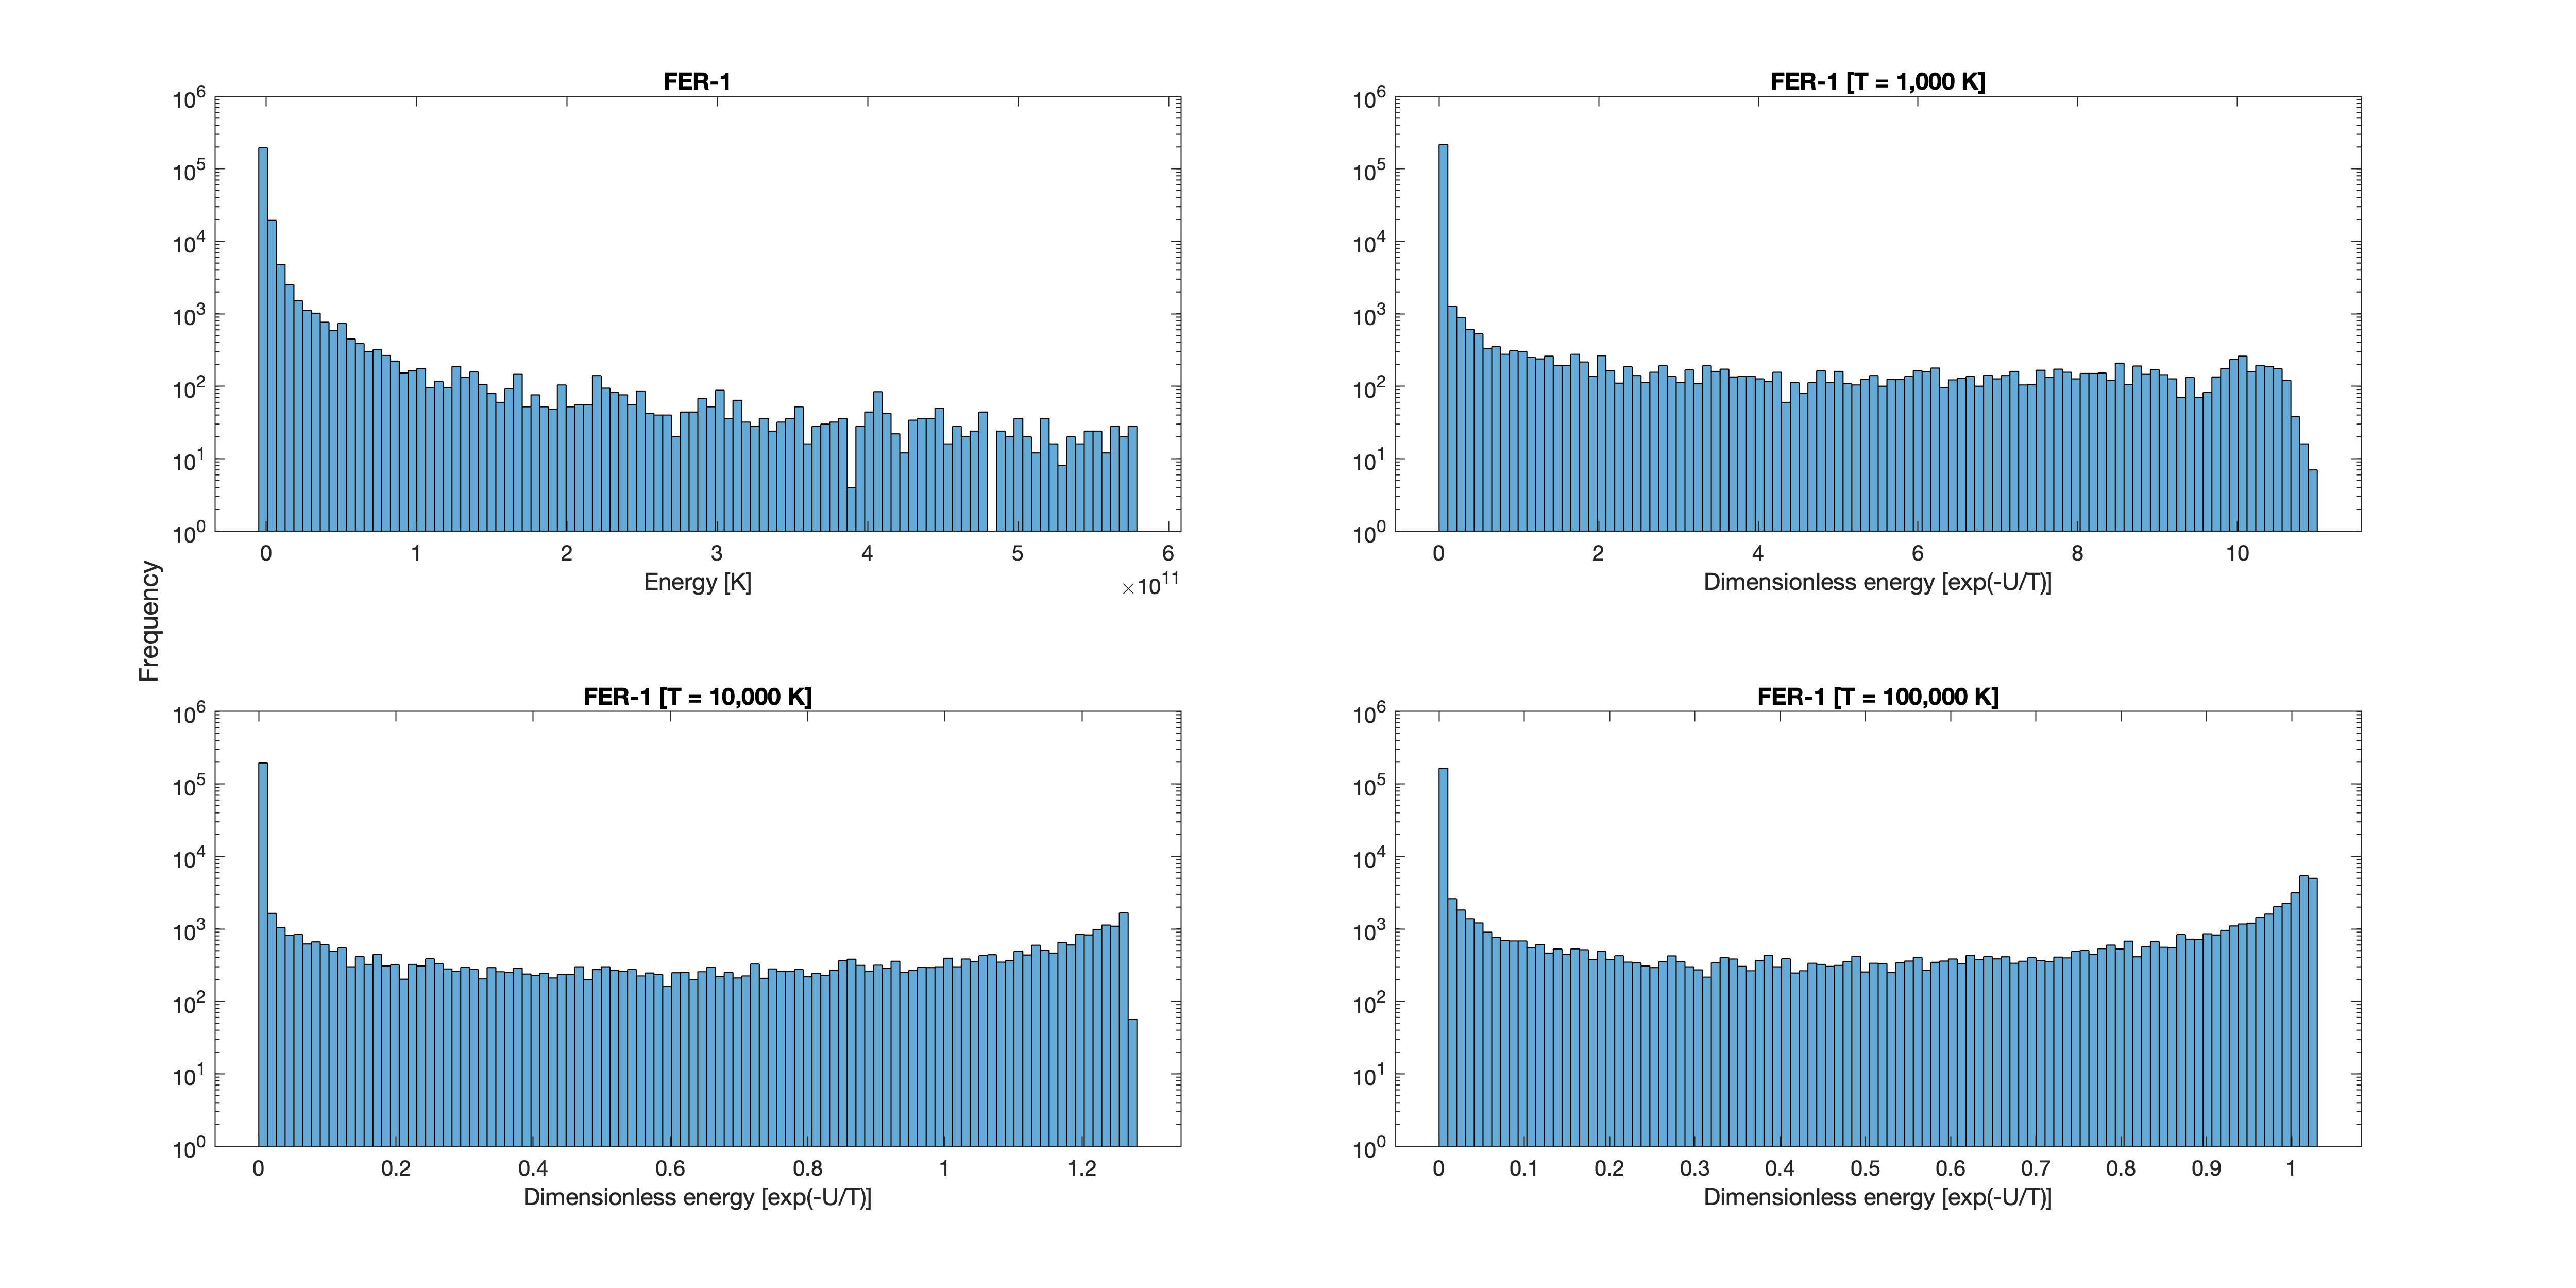 FER-1
10^6
10^5
10^4
10^3
10^2
10^1
10^0
0 1 2 3 4 5 6
Energy [K]
×10^11
FER-1 [T = 1,000 K]
10^6
10^5
10^4
10^3
10^2
10^1
10^0
0 2 4 6 8 10
Dimensionless energy [exp(-U/T)]
Frequency
FER-1 [T = 10,000 K]
10^6
10^5
10^4
10^3
10^2
10^1
10^0
0 0.2 0.4 0.6 0.8 1 1.2
Dimensionless energy [exp(-U/T)]
FER-1 [T = 100,000 K]
10^6
10^5
10^4
10^3
10^2
10^1
10^0
0 0.1 0.2 0.3 0.4 0.5 0.6 0.7 0.8 0.9 1
Dimensionless energy [exp(-U/T)]